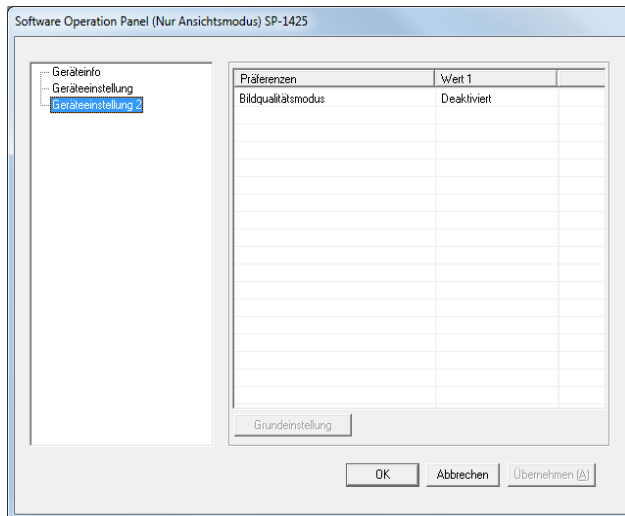 Software Operation Panel (Nur Ansichtsmodus) SP-1425
Geräteinfo
Geräteeinstellung
Geräteeinstellung 2
Präferenzen Wert 1
Bildqualitätsmodus Deaktiviert
Grundeinstellung
OK Abbrechen Übernehmen (A)